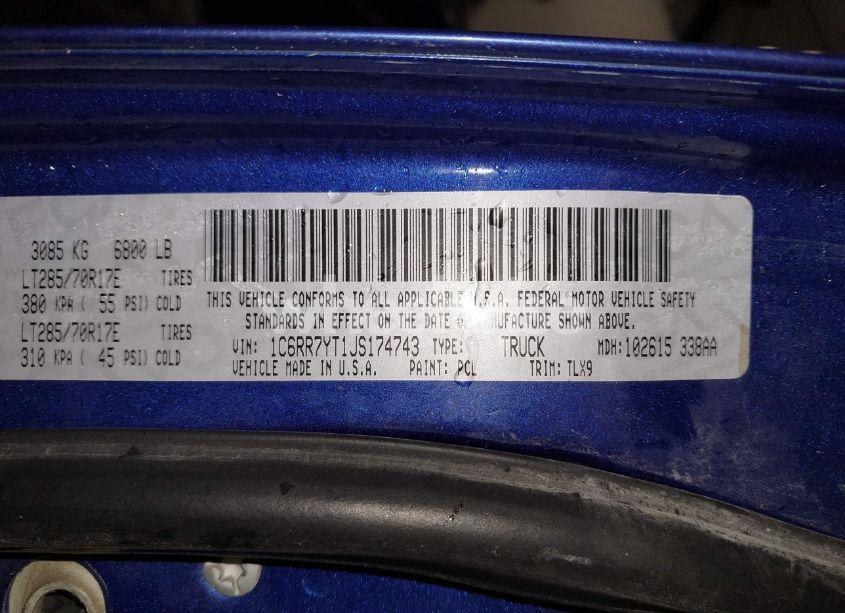 3085 KG 6800 LB
LT285/70R17E TIRES
380 KPA ( 55 PSI) COLD
LT285/70R17E TIRES
310 KPA ( 45 PSI) COLD
THIS VEHICLE CONFORMS TO ALL APPLICABLE U.S.A. FEDERAL MOTOR VEHICLE SAFETY
STANDARDS IN EFFECT ON THE DATE OF MANUFACTURE SHOWN ABOVE.
VIN: 1C6RR7YT1JS174743 TYPE: TRUCK MDH: 102615 338AA
VEHICLE MADE IN U.S.A. PAINT: PCL TRIM: TLX9